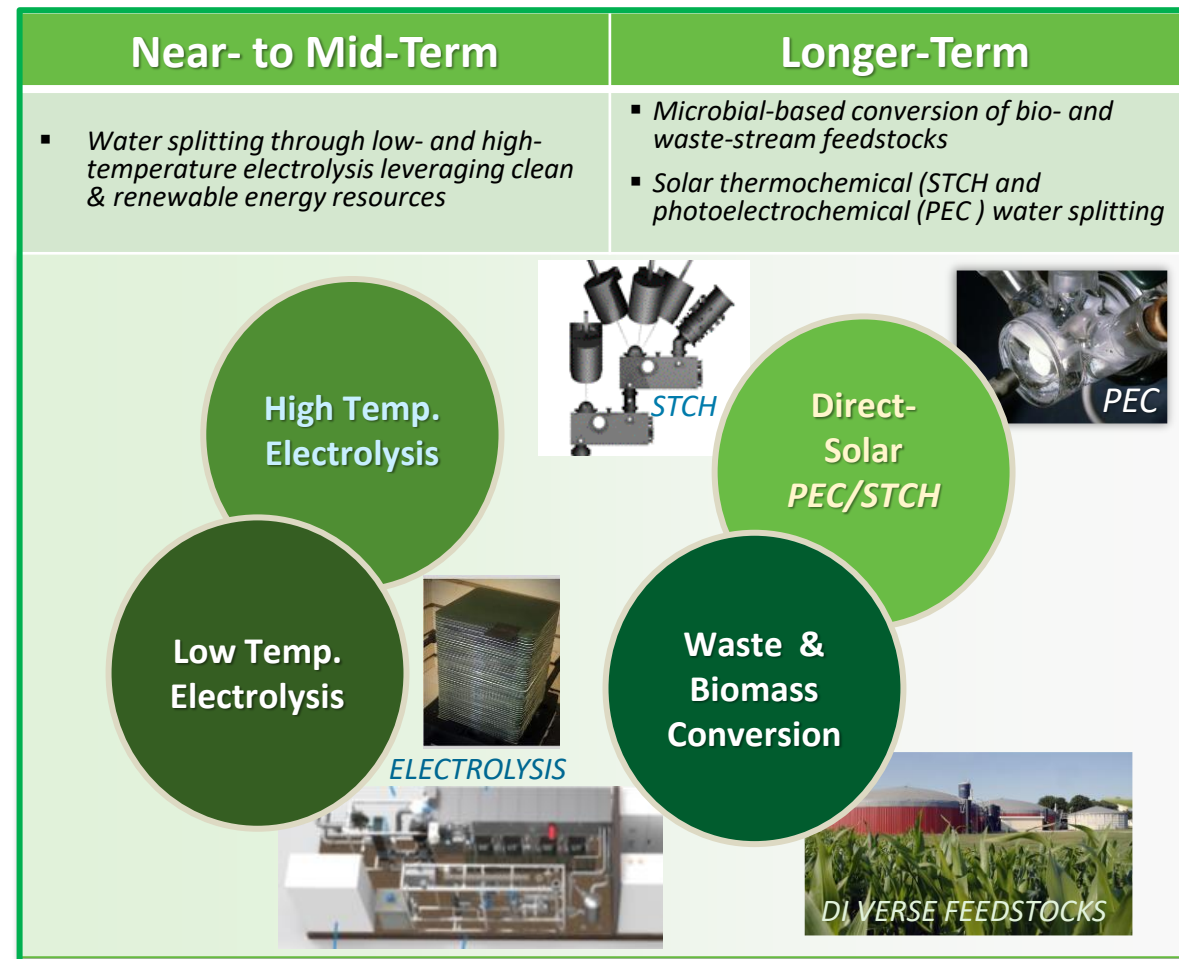 Near- to Mid-Term
Longer-Term
▪ Water splitting through low- and high-
temperature electrolysis leveraging clean
& renewable energy resources
▪ Microbial-based conversion of bio- and
waste-stream feedstocks
▪ Solar thermochemical (STCH and
photoelectrochemical (PEC ) water splitting
High Temp.
Electrolysis
STCH
Direct-
Solar
PEC/STCH
PEC
Low Temp.
Electrolysis
ELECTROLYSIS
Waste &
Biomass
Conversion
DI VERSE FEEDSTOCKS